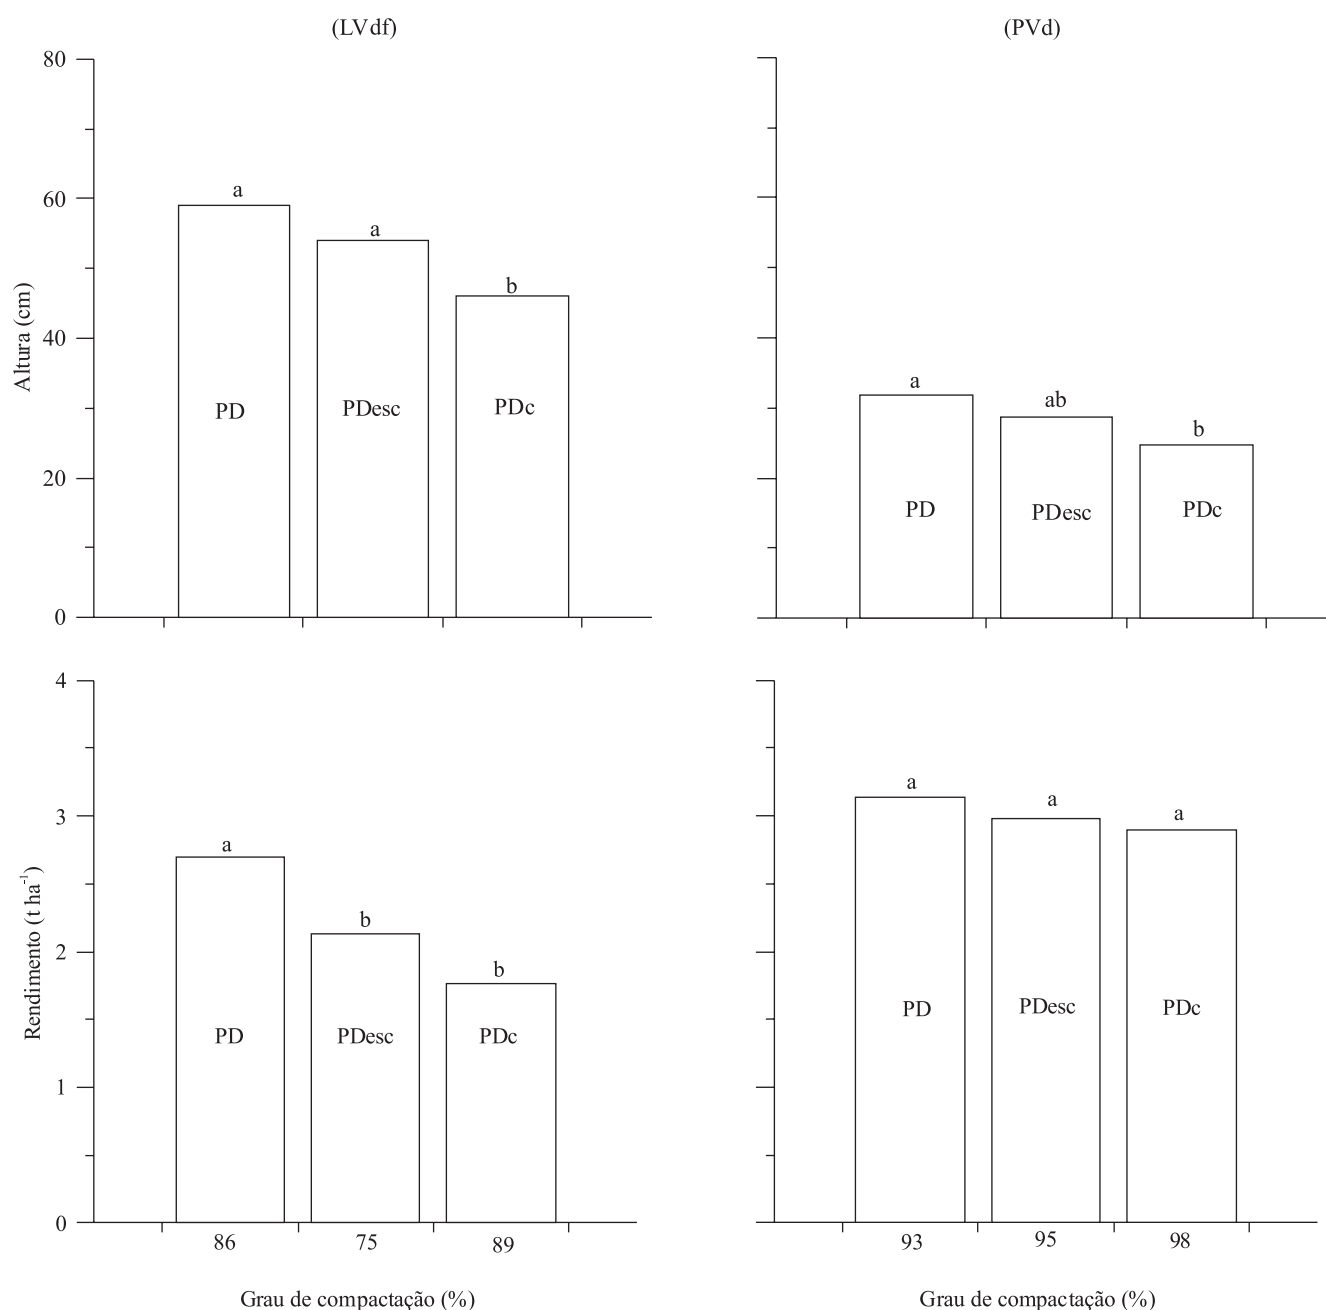 (LVdf)
(PVd)
Altura (cm)
80
60
40
20
0
a
a
b
PD
PDesc
PDc
a
ab
b
PD
PDesc
PDc
Rendimento (t ha⁻¹)
4
3
2
1
0
a
b
b
PD
PDesc
PDc
86
75
89
Grau de compactação (%)
a
a
a
PD
PDesc
PDc
93
95
98
Grau de compactação (%)